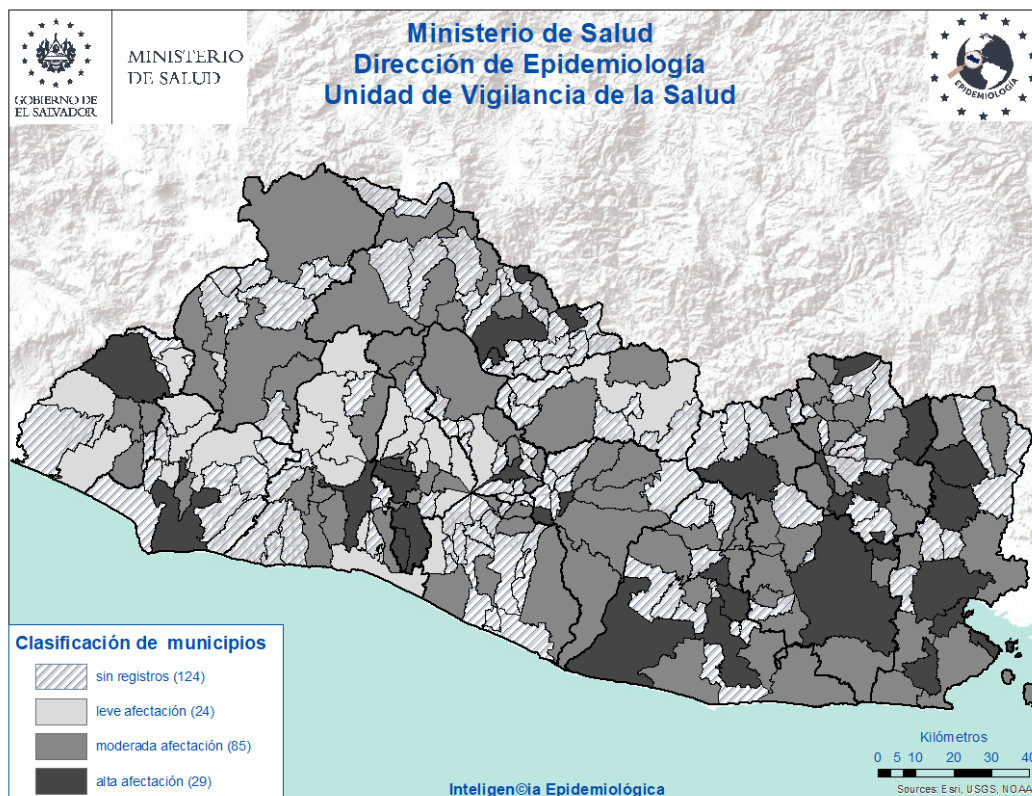 Ministerio de Salud
Dirección de Epidemiología
Unidad de Vigilancia de la Salud
GOBIERNO DE
EL SALVADOR
MINISTERIO
DE SALUD
EPIDEMIOLOGÍA
Clasificación de municipios
sin registros (124)
leve afectación (24)
moderada afectación (85)
alta afectación (29)
Inteligen©ia Epidemiológica
Kilómetros
0 5 10 20 30 40
Sources: Esri, USGS, NOAA